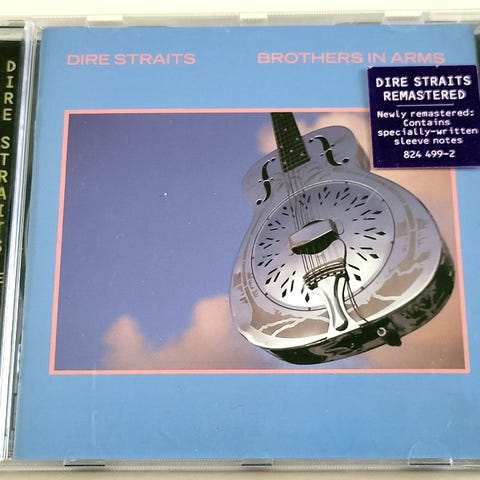 DIRE STRAITS
BROTHERS IN ARMS
DIRE STRAITS
REMASTERED
Newly remastered:
Contains
specially-written
sleeve notes
824 499-2
DIRE STRAITS